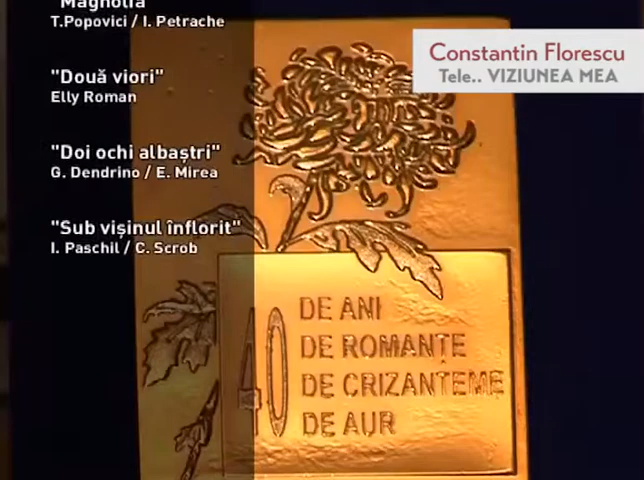 "Magnolia"
T.Popovici / I. Petrache
"Două viori"
Elly Roman
"Doi ochi albaștri"
G. Dendrino / E. Mirea
"Sub vișinul înflorit"
I. Paschil / C. Scrob
Constantin Florescu
Tele.. VIZIUNEA MEA
40
DE ANI
DE ROMANȚE
DE CRIZANTEME
DE AUR